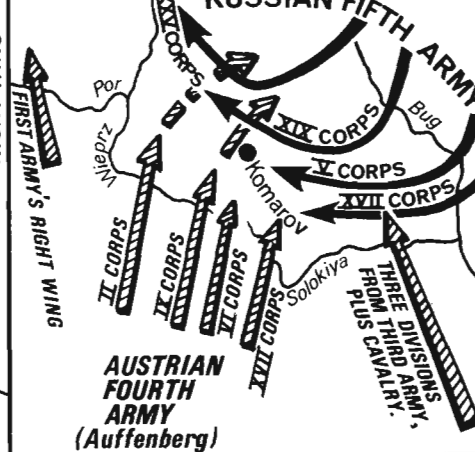 RUSSIAN FIFTH ARMY
XXV CORPS
XIX CORPS
V CORPS
XVII CORPS
Por
Wieprz
Bug
Komarov
Solokiya
FIRST ARMY'S RIGHT WING
II CORPS
IX CORPS
VI CORPS
XVII CORPS
THREE DIVISIONS
FROM THIRD ARMY,
PLUS CAVALRY.
AUSTRIAN
FOURTH
ARMY
(Auffenberg)